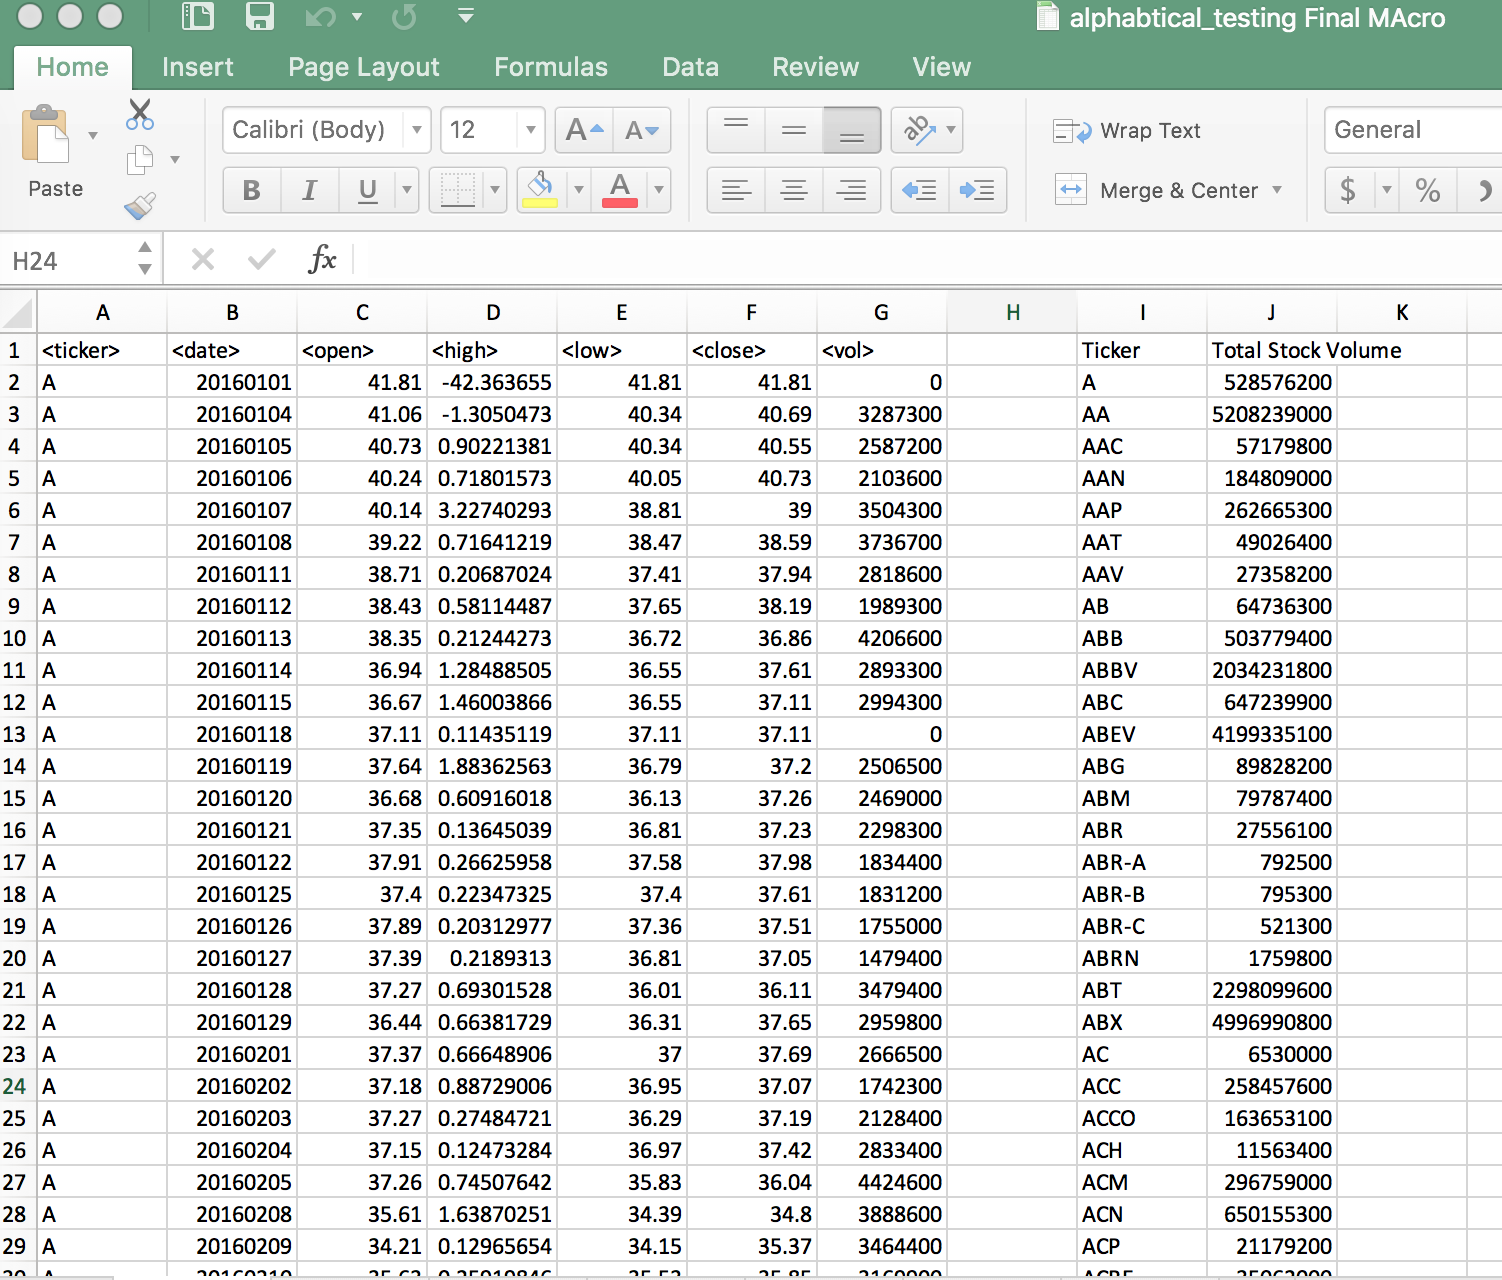 alphabtical_testing Final MAcro
Home Insert Page Layout Formulas Data Review View
Paste Calibri (Body) 12 A A ab Wrap Text General
B I U A Merge & Center $ % )
H24 fx
A B C D E F G H I J K
1 <ticker> <date> <open> <high> <low> <close> <vol> Ticker Total Stock Volume
2 A 20160101 41.81 -42.363655 41.81 41.81 0 A 528576200
3 A 20160104 41.06 -1.3050473 40.34 40.69 3287300 AA 5208239000
4 A 20160105 40.73 0.90221381 40.34 40.55 2587200 AAC 57179800
5 A 20160106 40.24 0.71801573 40.05 40.73 2103600 AAN 184809000
6 A 20160107 40.14 3.22740293 38.81 39 3504300 AAP 262665300
7 A 20160108 39.22 0.71641219 38.47 38.59 3736700 AAT 49026400
8 A 20160111 38.71 0.20687024 37.41 37.94 2818600 AAV 27358200
9 A 20160112 38.43 0.58114487 37.65 38.19 1989300 AB 64736300
10 A 20160113 38.35 0.21244273 36.72 36.86 4206600 ABB 503779400
11 A 20160114 36.94 1.28488505 36.55 37.61 2893300 ABBV 2034231800
12 A 20160115 36.67 1.46003866 36.55 37.11 2994300 ABC 647239900
13 A 20160118 37.11 0.11435119 37.11 37.11 0 ABEV 4199335100
14 A 20160119 37.64 1.88362563 36.79 37.2 2506500 ABG 89828200
15 A 20160120 36.68 0.60916018 36.13 37.26 2469000 ABM 79787400
16 A 20160121 37.35 0.13645039 36.81 37.23 2298300 ABR 27556100
17 A 20160122 37.91 0.26625958 37.58 37.98 1834400 ABR-A 792500
18 A 20160125 37.4 0.22347325 37.4 37.61 1831200 ABR-B 795300
19 A 20160126 37.89 0.20312977 37.36 37.51 1755000 ABR-C 521300
20 A 20160127 37.39 0.2189313 36.81 37.05 1479400 ABRN 1759800
21 A 20160128 37.27 0.69301528 36.01 36.11 3479400 ABT 2298099600
22 A 20160129 36.44 0.66381729 36.31 37.65 2959800 ABX 4996990800
23 A 20160201 37.37 0.66648906 37 37.69 2666500 AC 6530000
24 A 20160202 37.18 0.88729006 36.95 37.07 1742300 ACC 258457600
25 A 20160203 37.27 0.27484721 36.29 37.19 2128400 ACCO 163653100
26 A 20160204 37.15 0.12473284 36.97 37.42 2833400 ACH 11563400
27 A 20160205 37.26 0.74507642 35.83 36.04 4424600 ACM 296759000
28 A 20160208 35.61 1.63870251 34.39 34.8 3888600 ACN 650155300
29 A 20160209 34.21 0.12965654 34.15 35.37 3464400 ACP 21179200